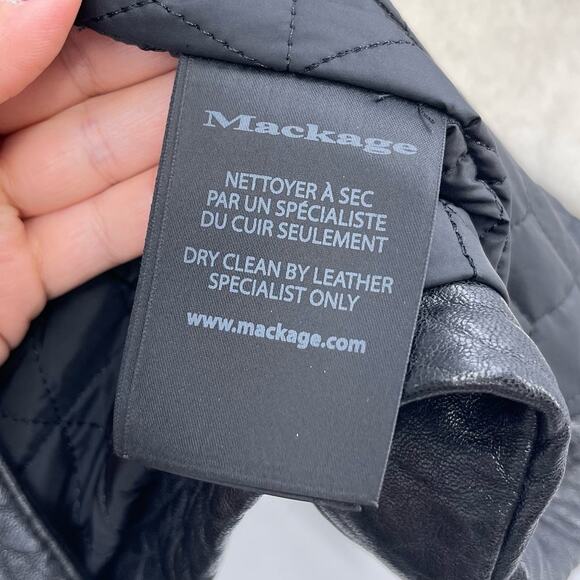 Mackage
NETTOYER À SEC
PAR UN SPÉCIALISTE
DU CUIR SEULEMENT
DRY CLEAN BY LEATHER
SPECIALIST ONLY
www.mackage.com